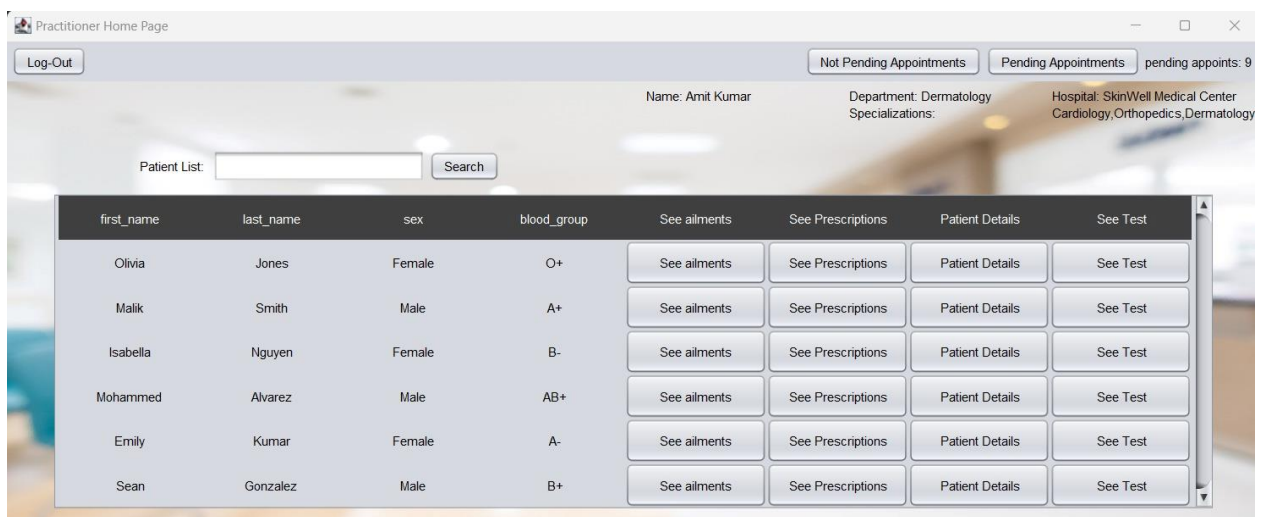 Practitioner Home Page
Log-Out Not Pending Appointments Pending Appointments pending appoints: 9
Name: Amit Kumar Department: Dermatology Hospital: SkinWell Medical Center
Specializations: Cardiology,Orthopedics,Dermatology
Patient List: Search
first_name last_name sex blood_group See ailments See Prescriptions Patient Details See Test
Olivia Jones Female O+ See ailments See Prescriptions Patient Details See Test
Malik Smith Male A+ See ailments See Prescriptions Patient Details See Test
Isabella Nguyen Female B- See ailments See Prescriptions Patient Details See Test
Mohammed Alvarez Male AB+ See ailments See Prescriptions Patient Details See Test
Emily Kumar Female A- See ailments See Prescriptions Patient Details See Test
Sean Gonzalez Male B+ See ailments See Prescriptions Patient Details See Test